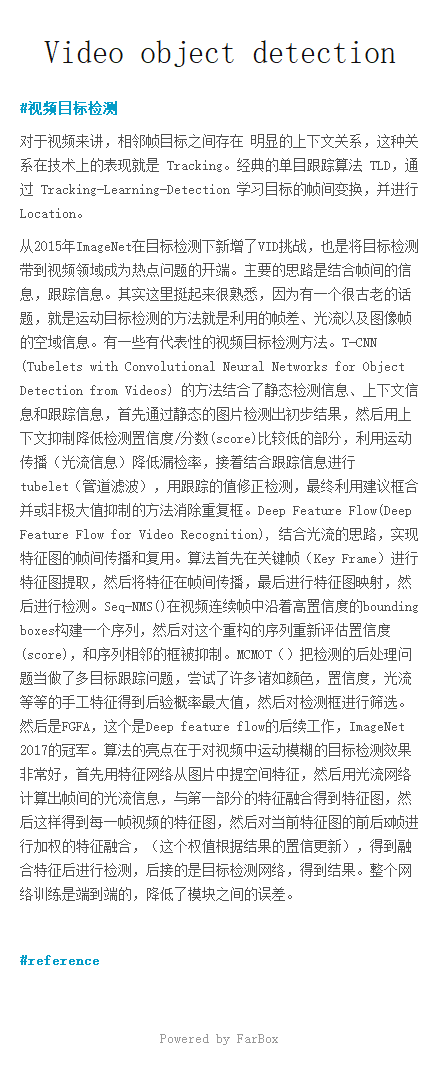 Video object detection
#视频目标检测
对于视频来讲，相邻帧目标之间存在 明显的上下文关系，这种关
系在技术上的表现就是 Tracking。经典的单目跟踪算法 TLD，通
过 Tracking-Learning-Detection 学习目标的帧间变换，并进行
Location。
从2015年ImageNet在目标检测下新增了VID挑战，也是将目标检测
带到视频领域成为热点问题的开端。主要的思路是结合帧间的信
息，跟踪信息。其实这里挺起来很熟悉，因为有一个很古老的话
题，就是运动目标检测的方法就是利用的帧差、光流以及图像帧
的空域信息。有一些有代表性的视频目标检测方法。T-CNN
(Tubelets with Convolutional Neural Networks for Object
Detection from Videos) 的方法结合了静态检测信息、上下文信
息和跟踪信息，首先通过静态的图片检测出初步结果，然后用上
下文抑制降低检测置信度/分数(score)比较低的部分，利用运动
传播（光流信息）降低漏检率，接着结合跟踪信息进行
tubelet（管道滤波），用跟踪的值修正检测，最终利用建议框合
并或非极大值抑制的方法消除重复框。Deep Feature Flow(Deep
Feature Flow for Video Recognition), 结合光流的思路，实现
特征图的帧间传播和复用。算法首先在关键帧（Key Frame）进行
特征图提取，然后将特征在帧间传播，最后进行特征图映射，然
后进行检测。Seq-NMS()在视频连续帧中沿着高置信度的bounding
boxes构建一个序列，然后对这个重构的序列重新评估置信度
(score)，和序列相邻的框被抑制。MCMOT（）把检测的后处理问
题当做了多目标跟踪问题，尝试了许多诸如颜色，置信度，光流
等等的手工特征得到后验概率最大值，然后对检测框进行筛选。
然后是FGFA，这个是Deep feature flow的后续工作，ImageNet
2017的冠军。算法的亮点在于对视频中运动模糊的目标检测效果
非常好，首先用特征网络从图片中提空间特征，然后用光流网络
计算出帧间的光流信息，与第一部分的特征融合得到特征图，然
后这样得到每一帧视频的特征图，然后对当前特征图的前后K帧进
行加权的特征融合，（这个权值根据结果的置信更新），得到融
合特征后进行检测，后接的是目标检测网络，得到结果。整个网
络训练是端到端的，降低了模块之间的误差。
#reference
Powered by FarBox